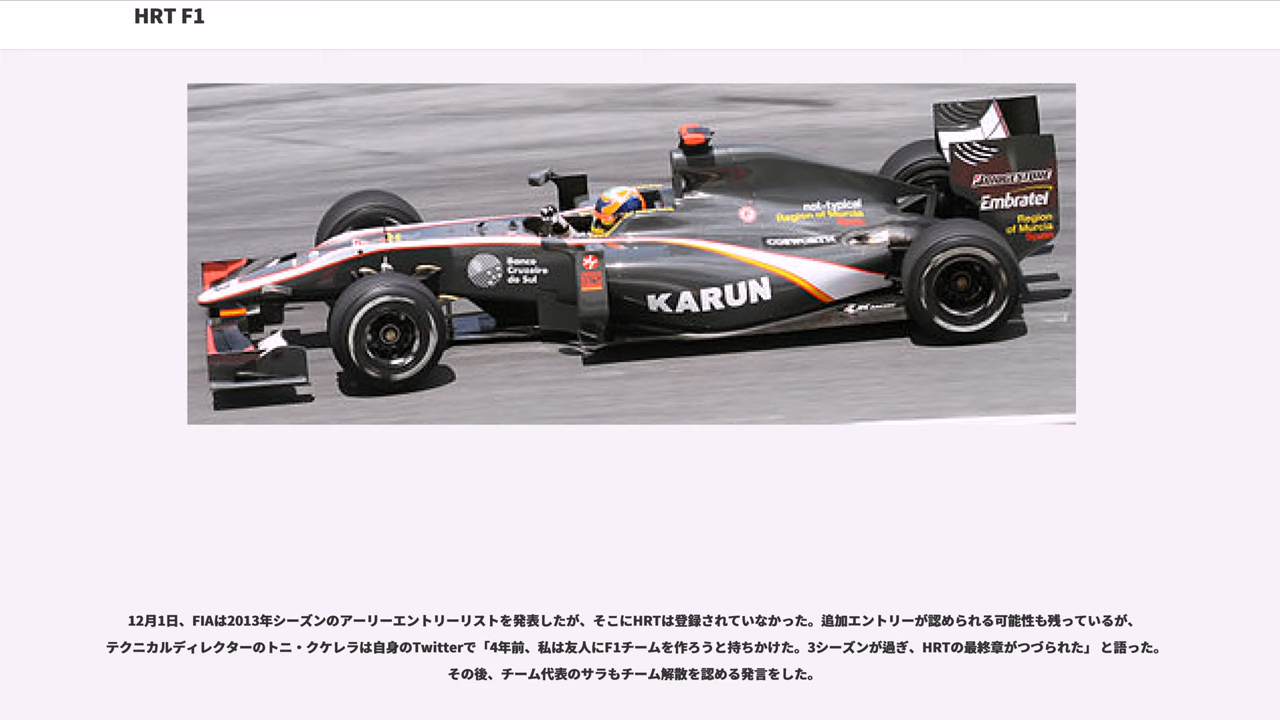 HRT F1
not-typical
Region of Murcia
BRIDGESTONE
Embratel
Region
of Murcia
Spain
COSWORTH
Banco
Cruzeiro
do Sul
KARUN
12月1日、FIAは2013年シーズンのアーリーエントリーリストを発表したが、そこにHRTは登録されていなかった。追加エントリーが認められる可能性も残っているが、
テクニカルディレクターのトニ・クケレラは自身のTwitterで「4年前、私は友人にF1チームを作ろうと持ちかけた。3シーズンが過ぎ、HRTの最終章がつづられた」 と語った。
その後、チーム代表のサラもチーム解散を認める発言をした。